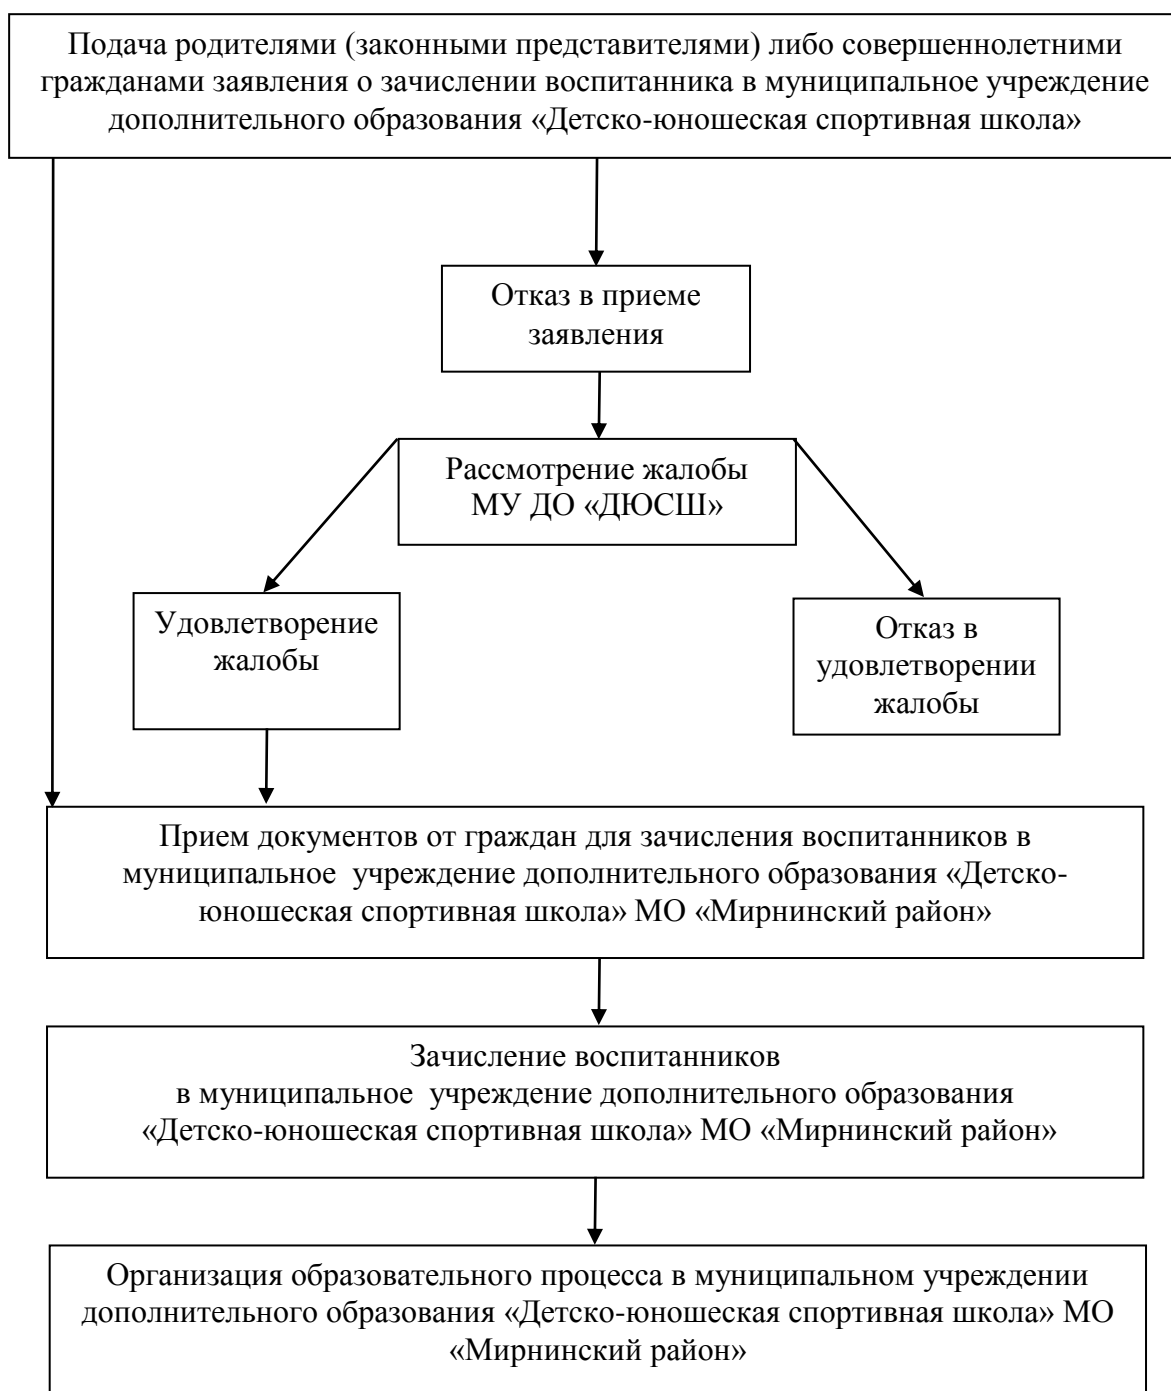 Подача родителями (законными представителями) либо совершеннолетними
гражданами заявления о зачислении воспитанника в муниципальное учреждение
дополнительного образования «Детско-юношеская спортивная школа»
Отказ в приеме
заявления
Рассмотрение жалобы
МУ ДО «ДЮСШ»
Удовлетворение
жалобы
Отказ в
удовлетворении
жалобы
Прием документов от граждан для зачисления воспитанников в
муниципальное учреждение дополнительного образования «Детско-
юношеская спортивная школа» МО «Мирнинский район»
Зачисление воспитанников
в муниципальное учреждение дополнительного образования
«Детско-юношеская спортивная школа» МО «Мирнинский район»
Организация образовательного процесса в муниципальном учреждении
дополнительного образования «Детско-юношеская спортивная школа» МО
«Мирнинский район»